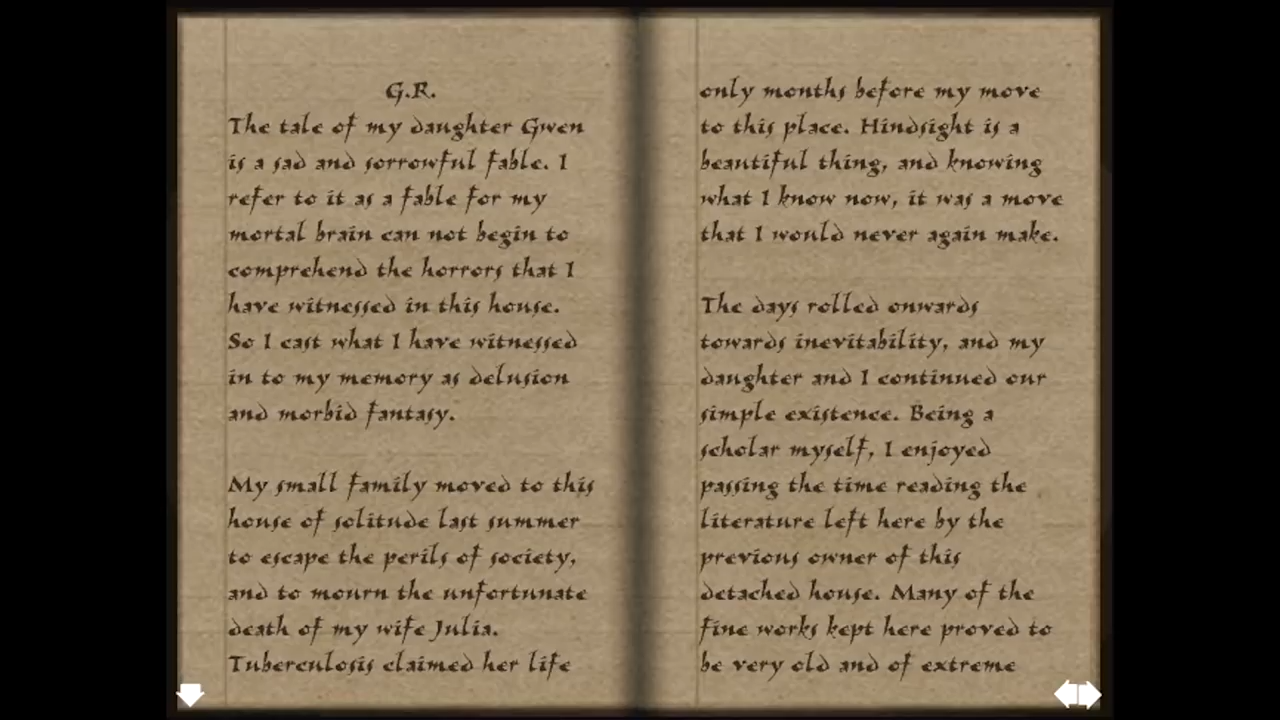 G.R.
The tale of my daughter Gwen
is a sad and sorrowful fable. I
refer to it as a fable for my
mortal brain can not begin to
comprehend the horrors that I
have witnessed in this house.
So I cast what I have witnessed
in to my memory as delusion
and morbid fantasy.
My small family moved to this
house of solitude last summer
to escape the perils of society,
and to mourn the unfortunate
death of my wife Julia.
Tuberculosis claimed her life
only months before my move
to this place. Hindsight is a
beautiful thing, and knowing
what I know now, it was a move
that I would never again make.
The days rolled onwards
towards inevitability, and my
daughter and I continued our
simple existence. Being a
scholar myself, I enjoyed
passing the time reading the
literature left here by the
previous owner of this
detached house. Many of the
fine works kept here proved to
be very old and of extreme